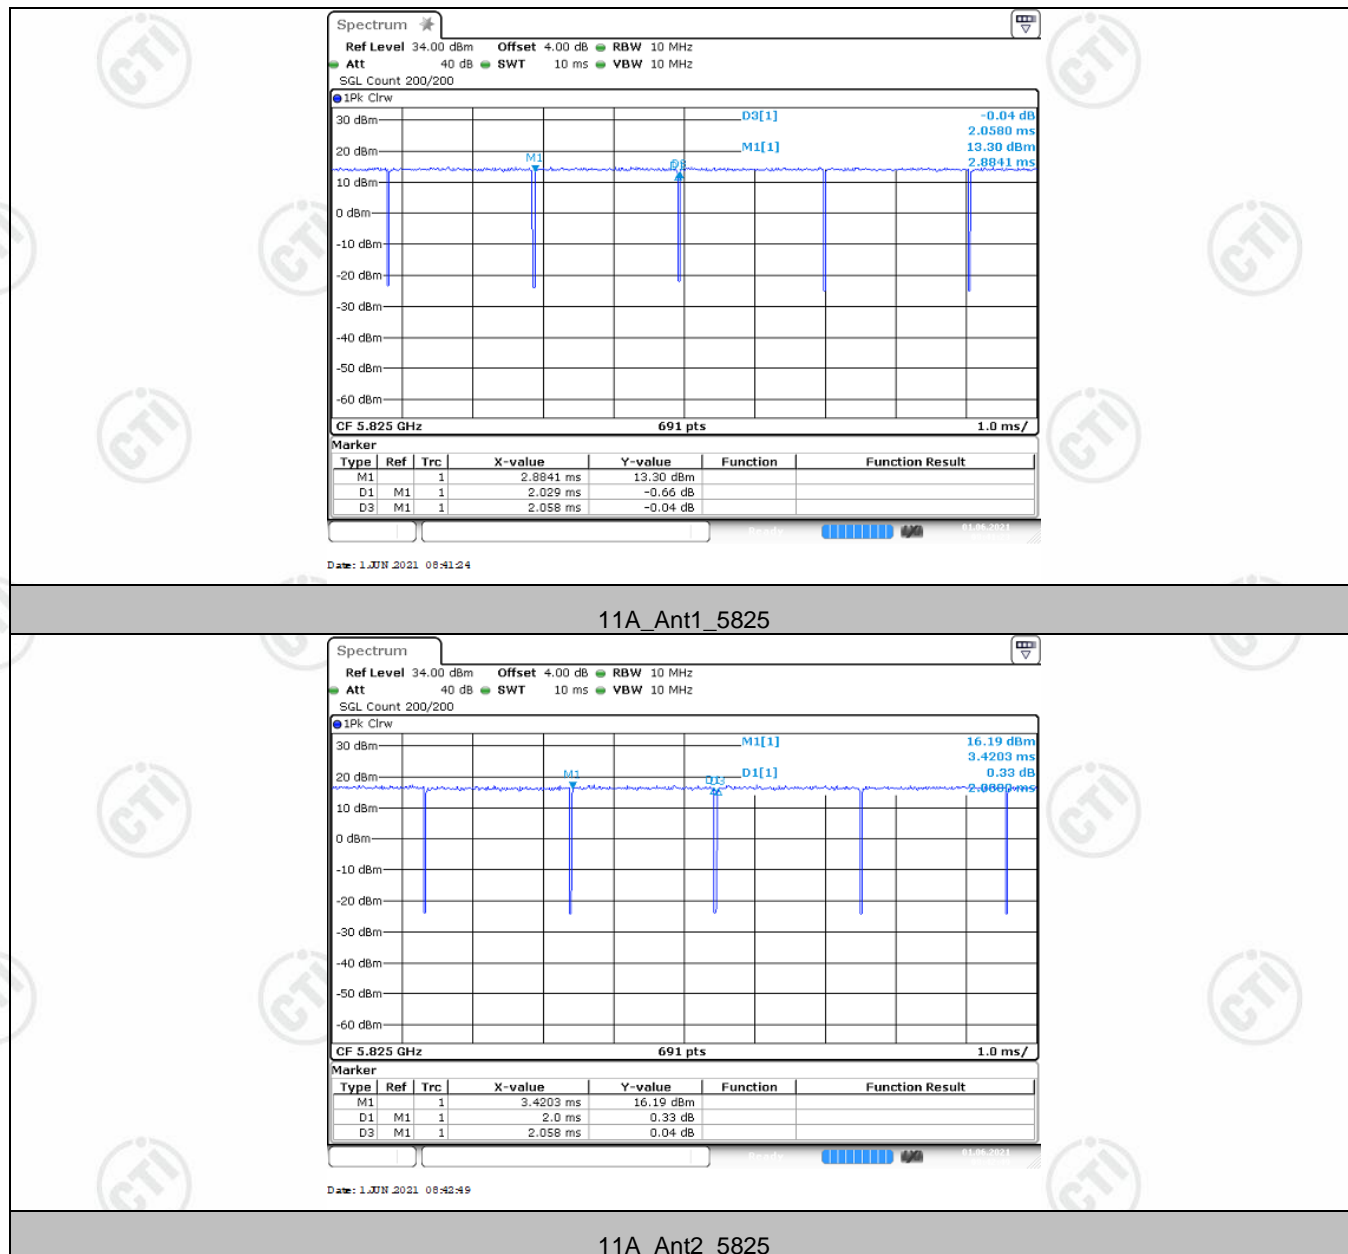 Spectrum
Ref Level 34.00 dBm Offset 4.00 dB RBW 10 MHz
Att 40 dB SWT 10 ms VBW 10 MHz
SGL Count 200/200
1Pk Clrw
D3[1] -0.04 dB
2.0580 ms
M1[1] 13.30 dBm
2.8841 ms
30 dBm
20 dBm
M1
10 dBm
0 dBm
-10 dBm
-20 dBm
-30 dBm
-40 dBm
-50 dBm
-60 dBm
CF 5.825 GHz 691 pts 1.0 ms/
Marker
Type Ref Trc X-value Y-value Function Function Result
M1 1 2.8841 ms 13.30 dBm
D1 M1 1 2.029 ms -0.66 dB
D3 M1 1 2.058 ms -0.04 dB
Ready 01.06.2021
Date: 1.JUN.2021 08:41:24
11A_Ant1_5825
Spectrum
Ref Level 34.00 dBm Offset 4.00 dB RBW 10 MHz
Att 40 dB SWT 10 ms VBW 10 MHz
SGL Count 200/200
1Pk Clrw
M1[1] 16.19 dBm
3.4203 ms
D1[1] 0.33 dB
30 dBm
20 dBm
M1
10 dBm
0 dBm
-10 dBm
-20 dBm
-30 dBm
-40 dBm
-50 dBm
-60 dBm
CF 5.825 GHz 691 pts 1.0 ms/
Marker
Type Ref Trc X-value Y-value Function Function Result
M1 1 3.4203 ms 16.19 dBm
D1 M1 1 2.0 ms 0.33 dB
D3 M1 1 2.058 ms 0.04 dB
Ready 01.06.2021
Date: 1.JUN.2021 08:42:49
11A_Ant2_5825
CTI